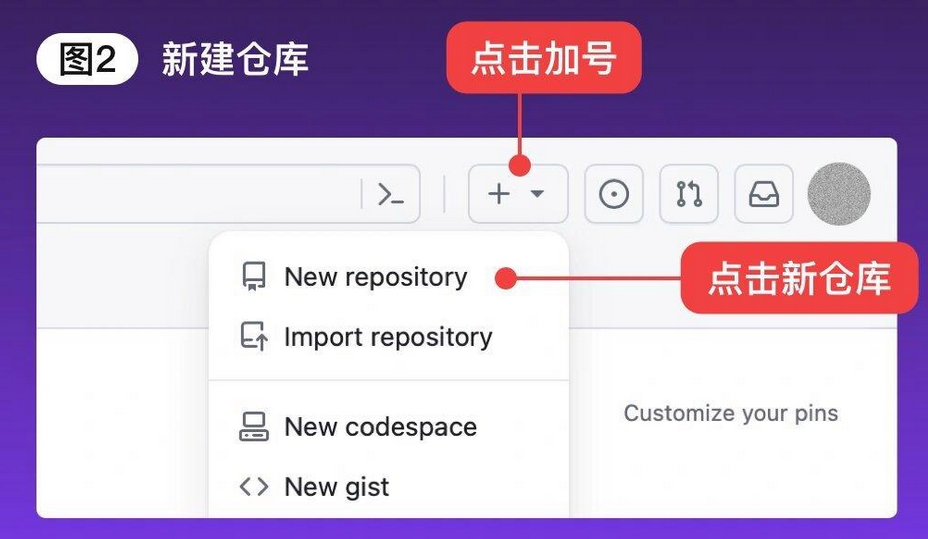 图2 新建仓库
点击加号
New repository
点击新仓库
Import repository
Customize your pins
New codespace
New gist